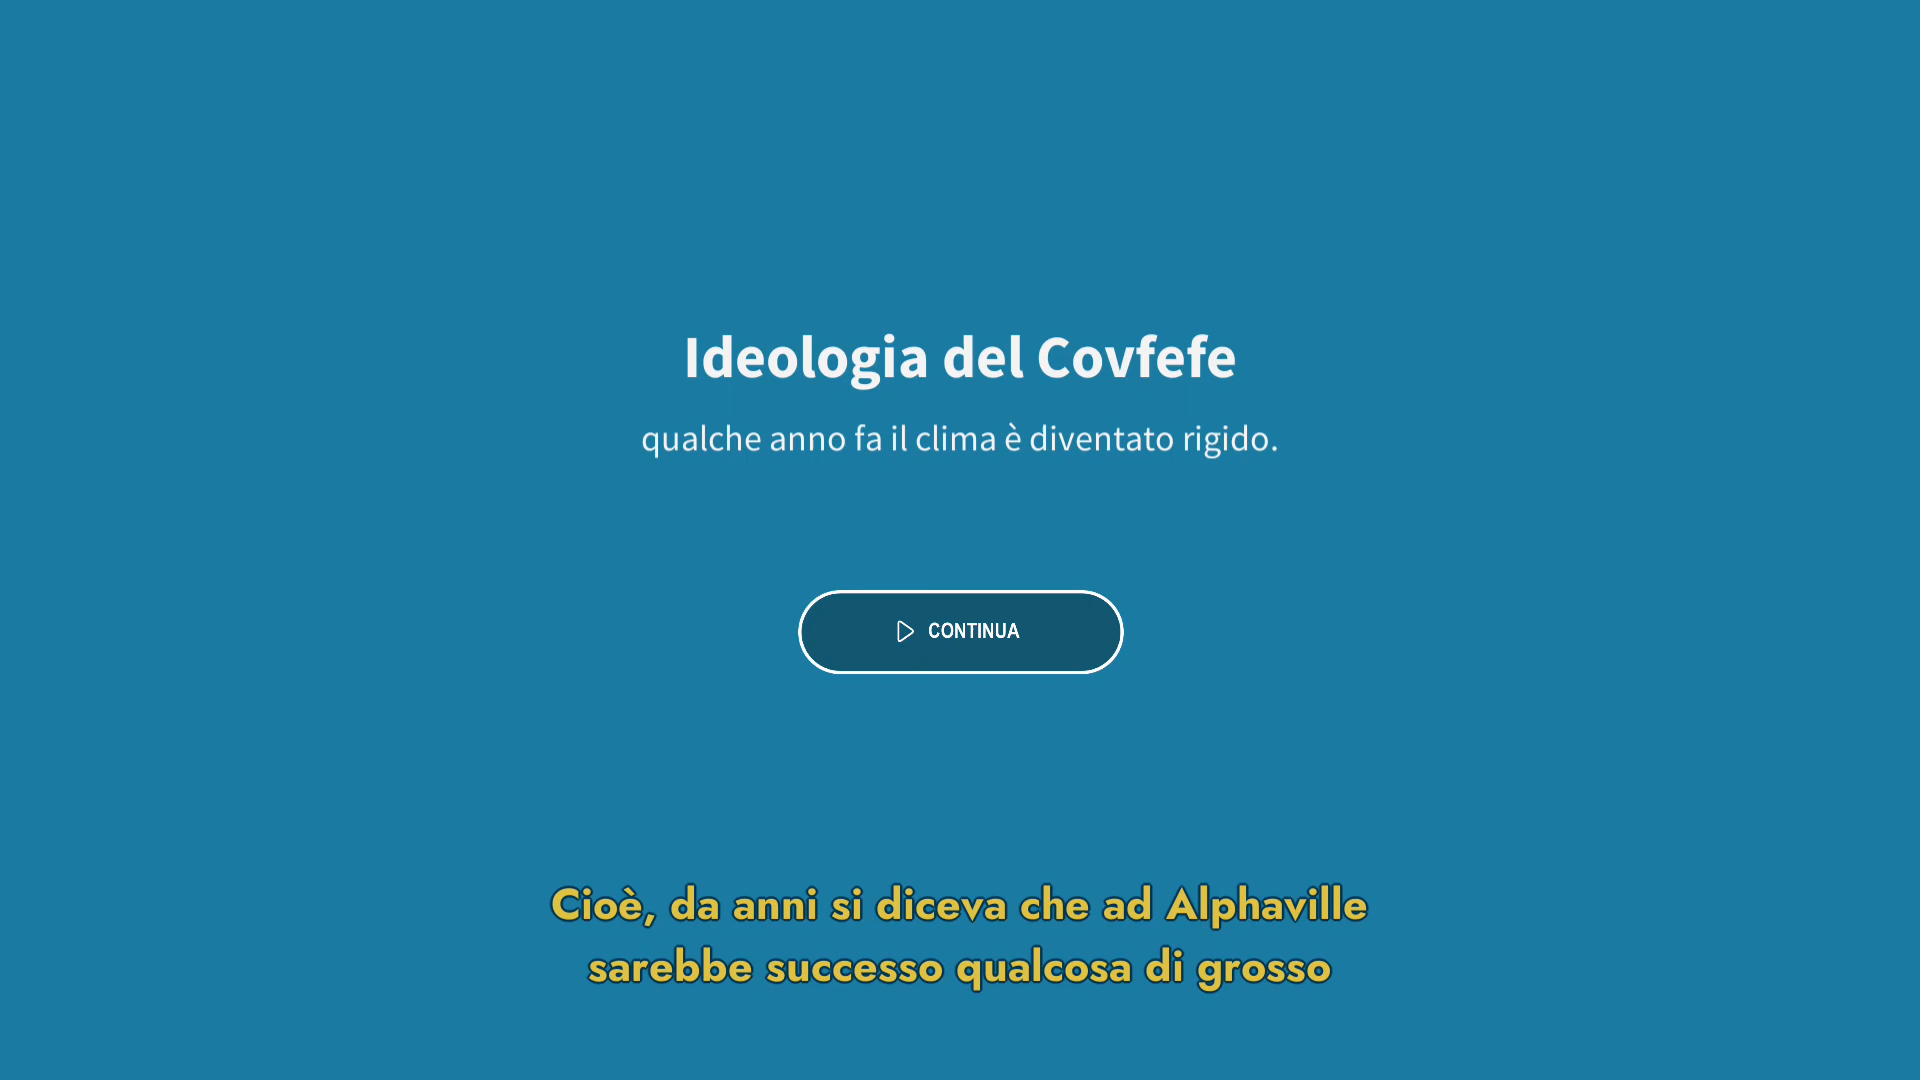 Ideologia del Covfefe
qualche anno fa il clima è diventato rigido.
CONTINUA
Cioè, da anni si diceva che ad Alphaville
sarebbe successo qualcosa di grosso